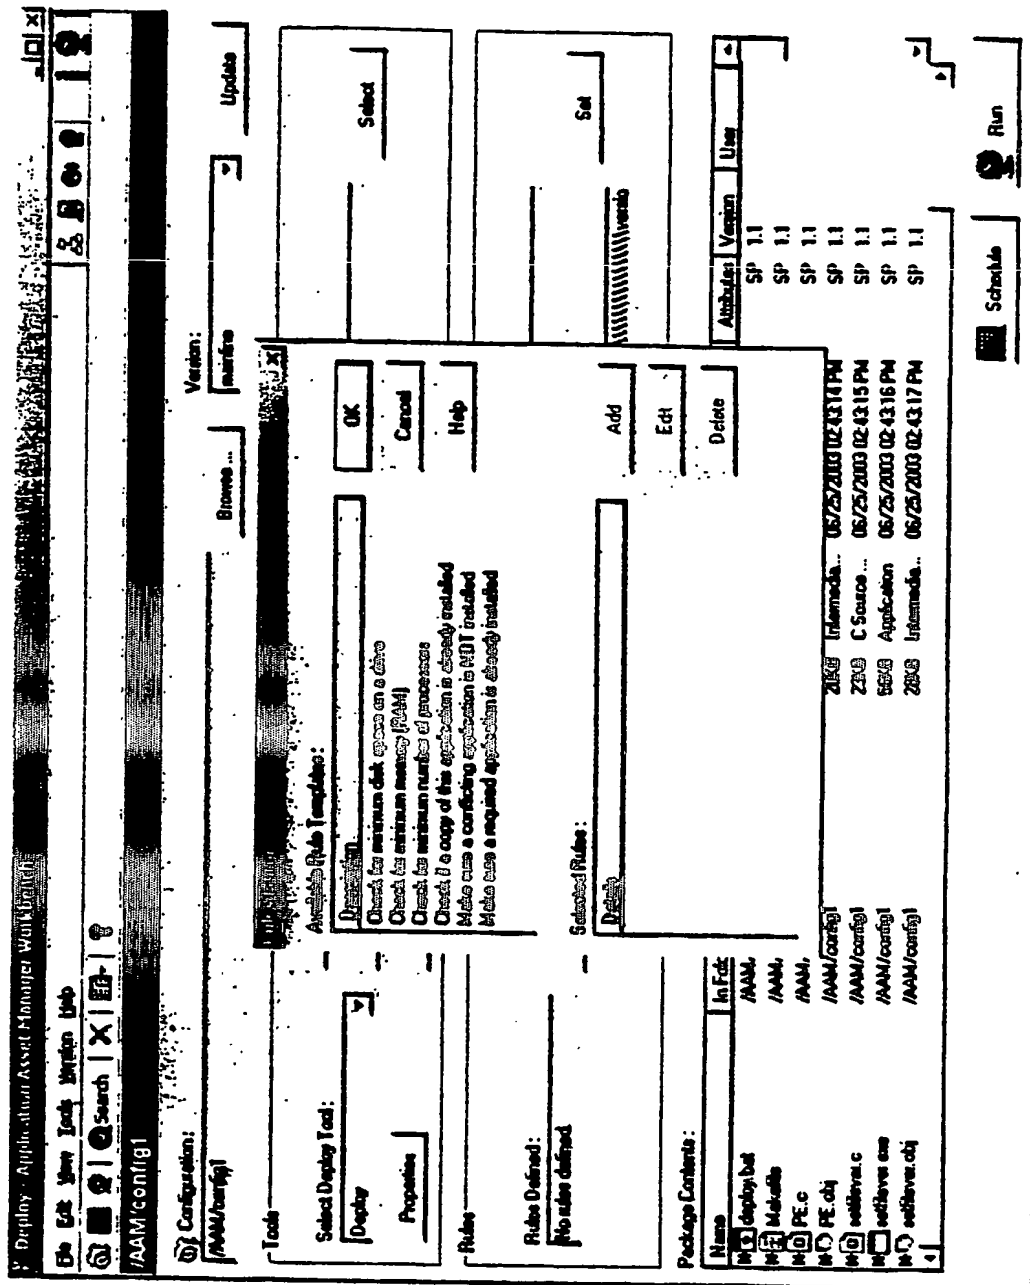 Deploy - Application Asset Manager
File Edit View Tools Version Help
Search
/AAM/config1
Configuration:
/AAM/config1
Browse ...
Version:
mainline
Update
Tools
Select Deploy Tool:
Deploy
Properties
Select
Rules
Rules Defined:
No rules defined.
Set
Available Rule Templates:
Description
Check for minimum disk space on a drive
Check for minimum memory (RAM)
Check for minimum number of processors
Check if a copy of this application is already installed
Make sure a conflicting application is NOT installed
Make sure a required application is already installed
OK
Cancel
Help
Selected Rules:
Details
Add
Edit
Delete
Package Contents:
Name In Fold Attributes Version User
deploy.bat /AAM, SP 1.1
Makefile /AAM, SP 1.1
PE.c /AAM, SP 1.1
PE.obj /AAM/config1 20KB Intermedia... 06/25/2003 02:43:14 PM SP 1.1
/AAM/config1 23KB C Source ... 06/25/2003 02:43:15 PM SP 1.1
/AAM/config1 56KB Application 06/25/2003 02:43:16 PM SP 1.1
/AAM/config1 28KB Intermedia... 06/25/2003 02:43:17 PM SP 1.1
Schedule
Run